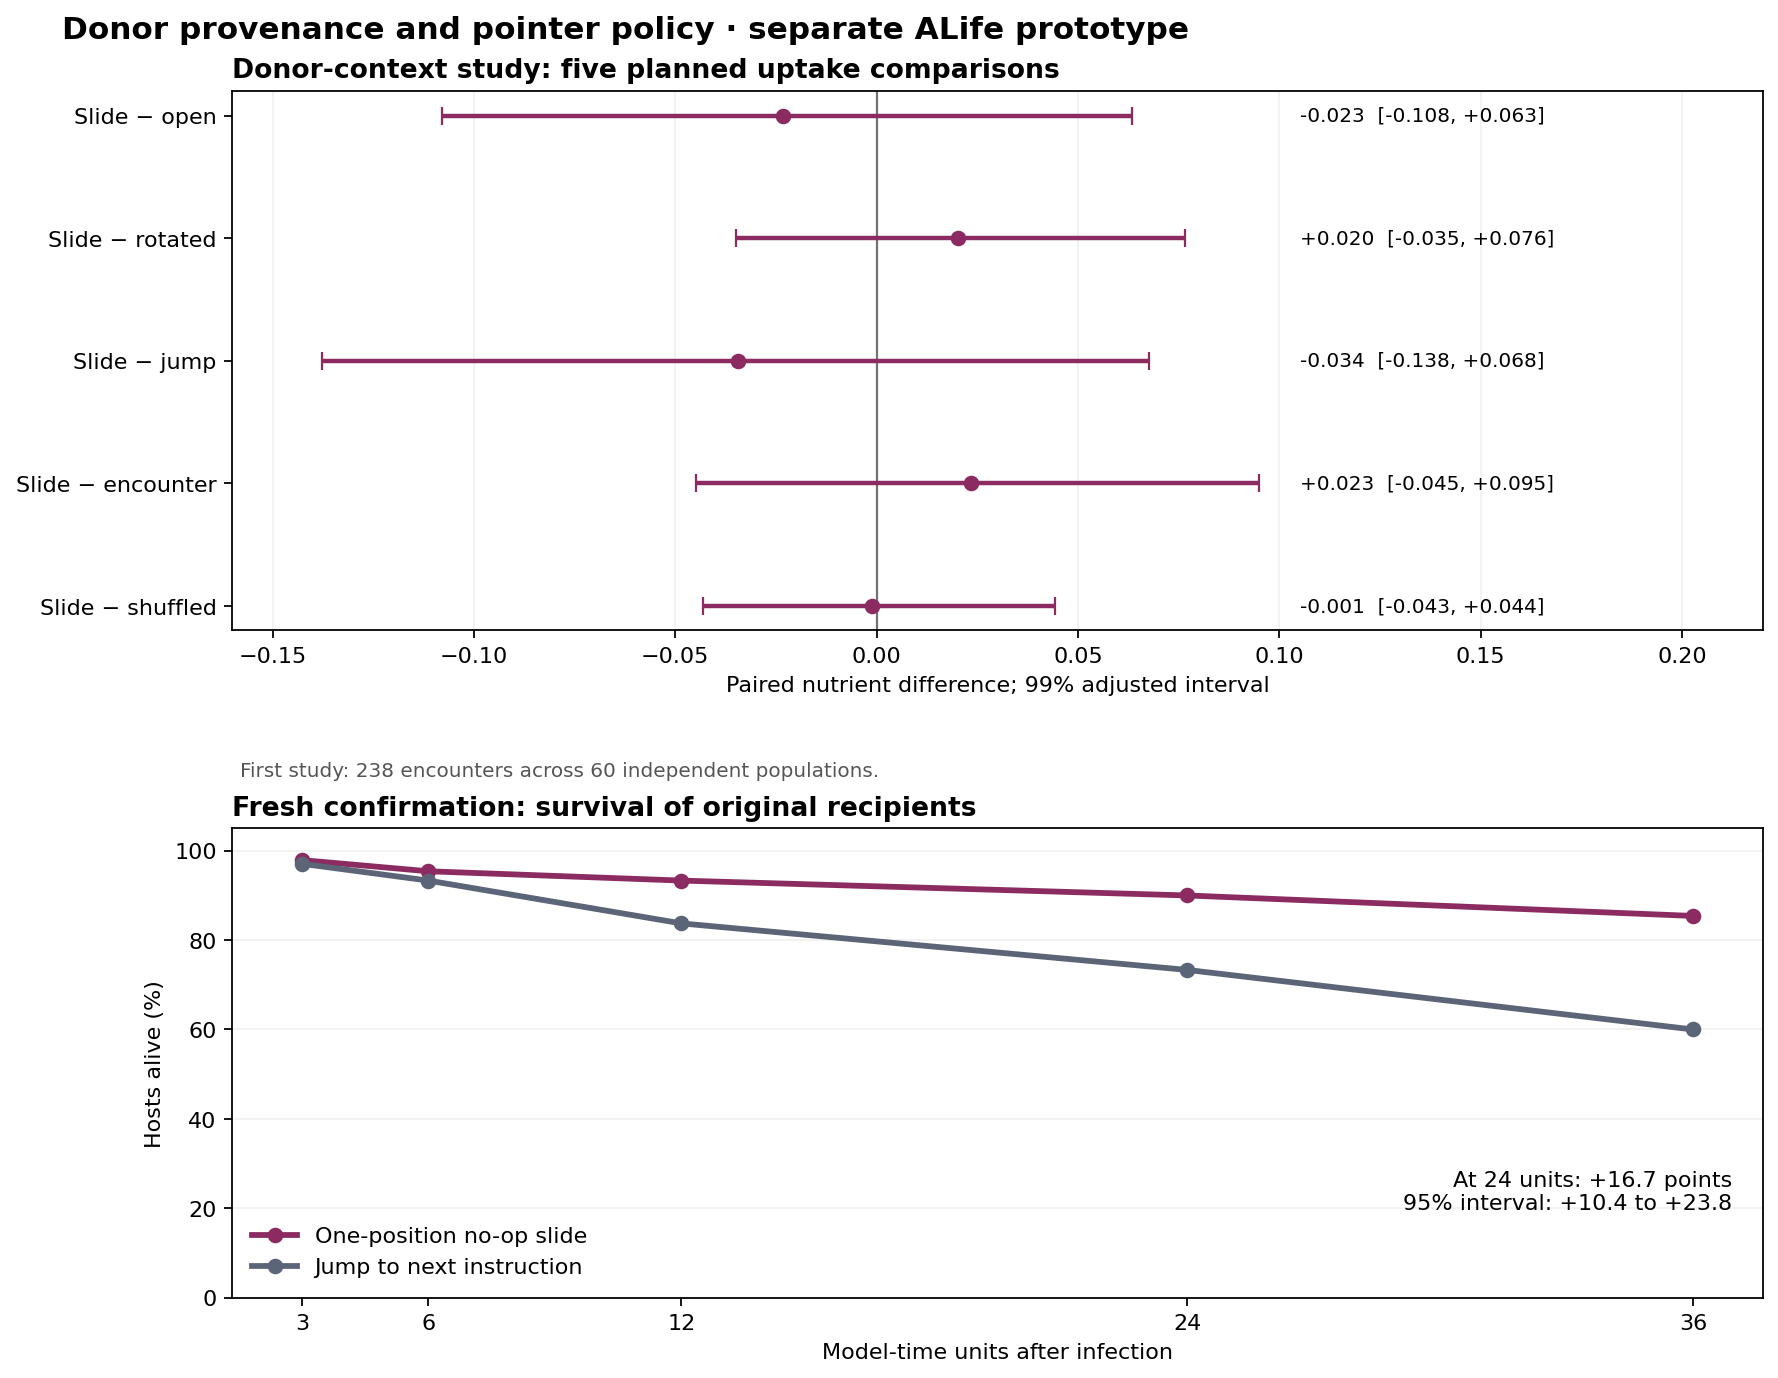 Donor provenance and pointer policy · separate ALife prototype
Donor-context study: five planned uptake comparisons
Slide − open
-0.023 [-0.108, +0.063]
Slide − rotated
+0.020 [-0.035, +0.076]
Slide − jump
-0.034 [-0.138, +0.068]
Slide − encounter
+0.023 [-0.045, +0.095]
Slide − shuffled
-0.001 [-0.043, +0.044]
−0.15 −0.10 −0.05 0.00 0.05 0.10 0.15 0.20
Paired nutrient difference; 99% adjusted interval
First study: 238 encounters across 60 independent populations.
Fresh confirmation: survival of original recipients
100
80
60
40
20
0
Hosts alive (%)
At 24 units: +16.7 points
95% interval: +10.4 to +23.8
One-position no-op slide
Jump to next instruction
3 6 12 24 36
Model-time units after infection